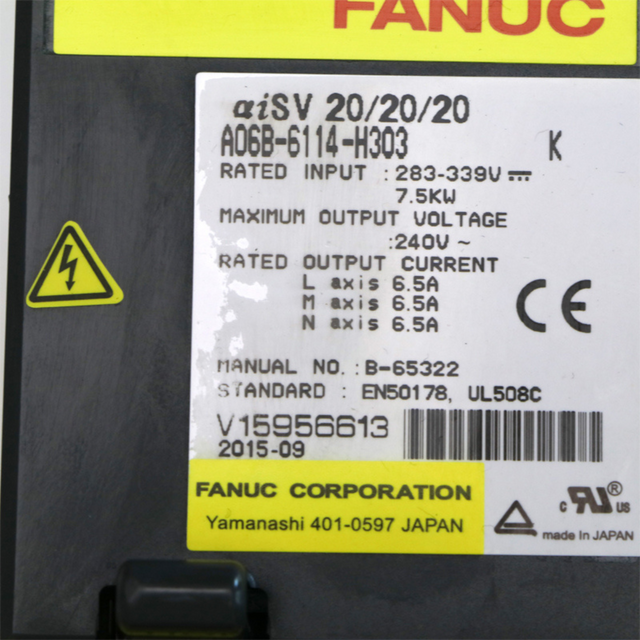 FANUC
αiSV 20/20/20
A06B-6114-H303 K
RATED INPUT : 283-339V ⎓
7.5KW
MAXIMUM OUTPUT VOLTAGE
:240V ~
RATED OUTPUT CURRENT
L axis 6.5A
M axis 6.5A
N axis 6.5A
CE
MANUAL NO. : B-65322
STANDARD : EN50178, UL508C
V15956613
2015-09
FANUC CORPORATION
Yamanashi 401-0597 JAPAN
c RU ® US
made in JAPAN